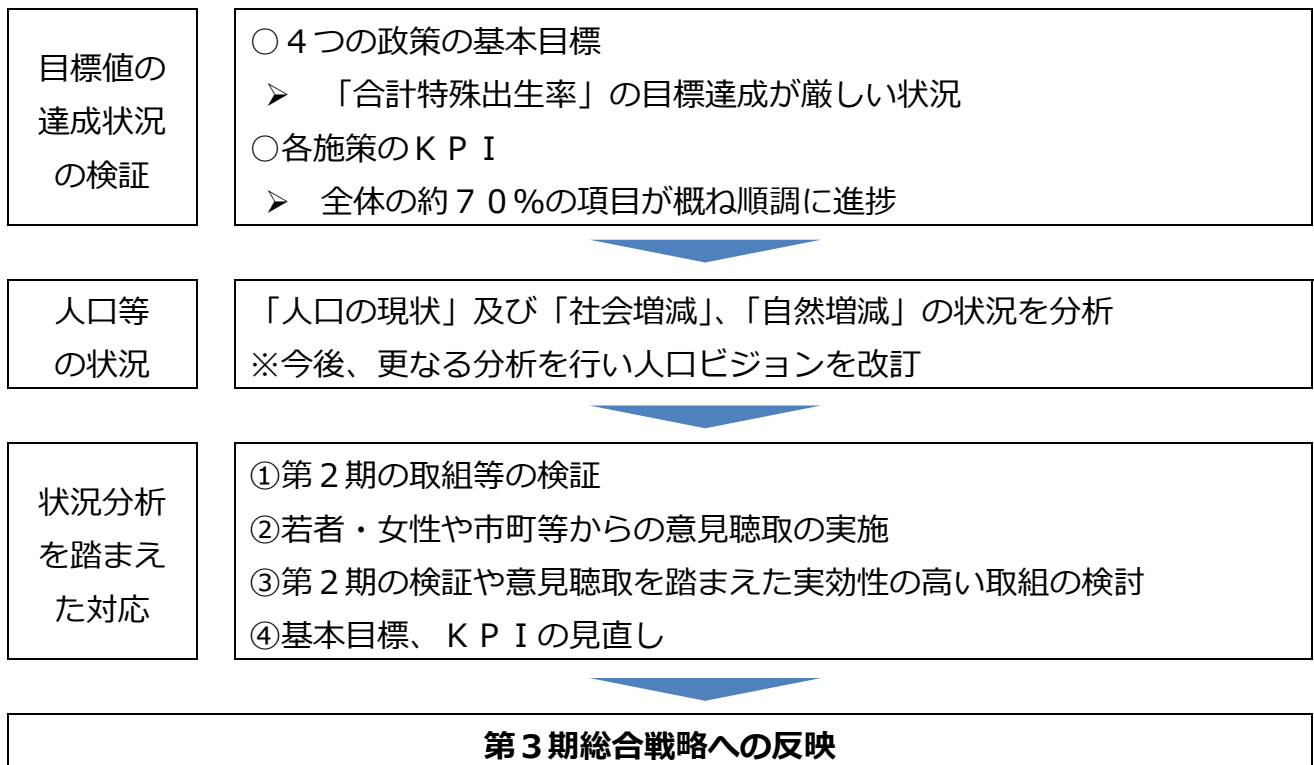 目標値の
達成状況
の検証
○４つの政策の基本目標
➢ 「合計特殊出生率」の目標達成が厳しい状況
○各施策のＫＰＩ
➢ 全体の約７０％の項目が概ね順調に進捗
人口等
の状況
「人口の現状」及び「社会増減」、「自然増減」の状況を分析
※今後、更なる分析を行い人口ビジョンを改訂
状況分析
を踏まえ
た対応
①第２期の取組等の検証
②若者・女性や市町等からの意見聴取の実施
③第２期の検証や意見聴取を踏まえた実効性の高い取組の検討
④基本目標、ＫＰＩの見直し
第３期総合戦略への反映